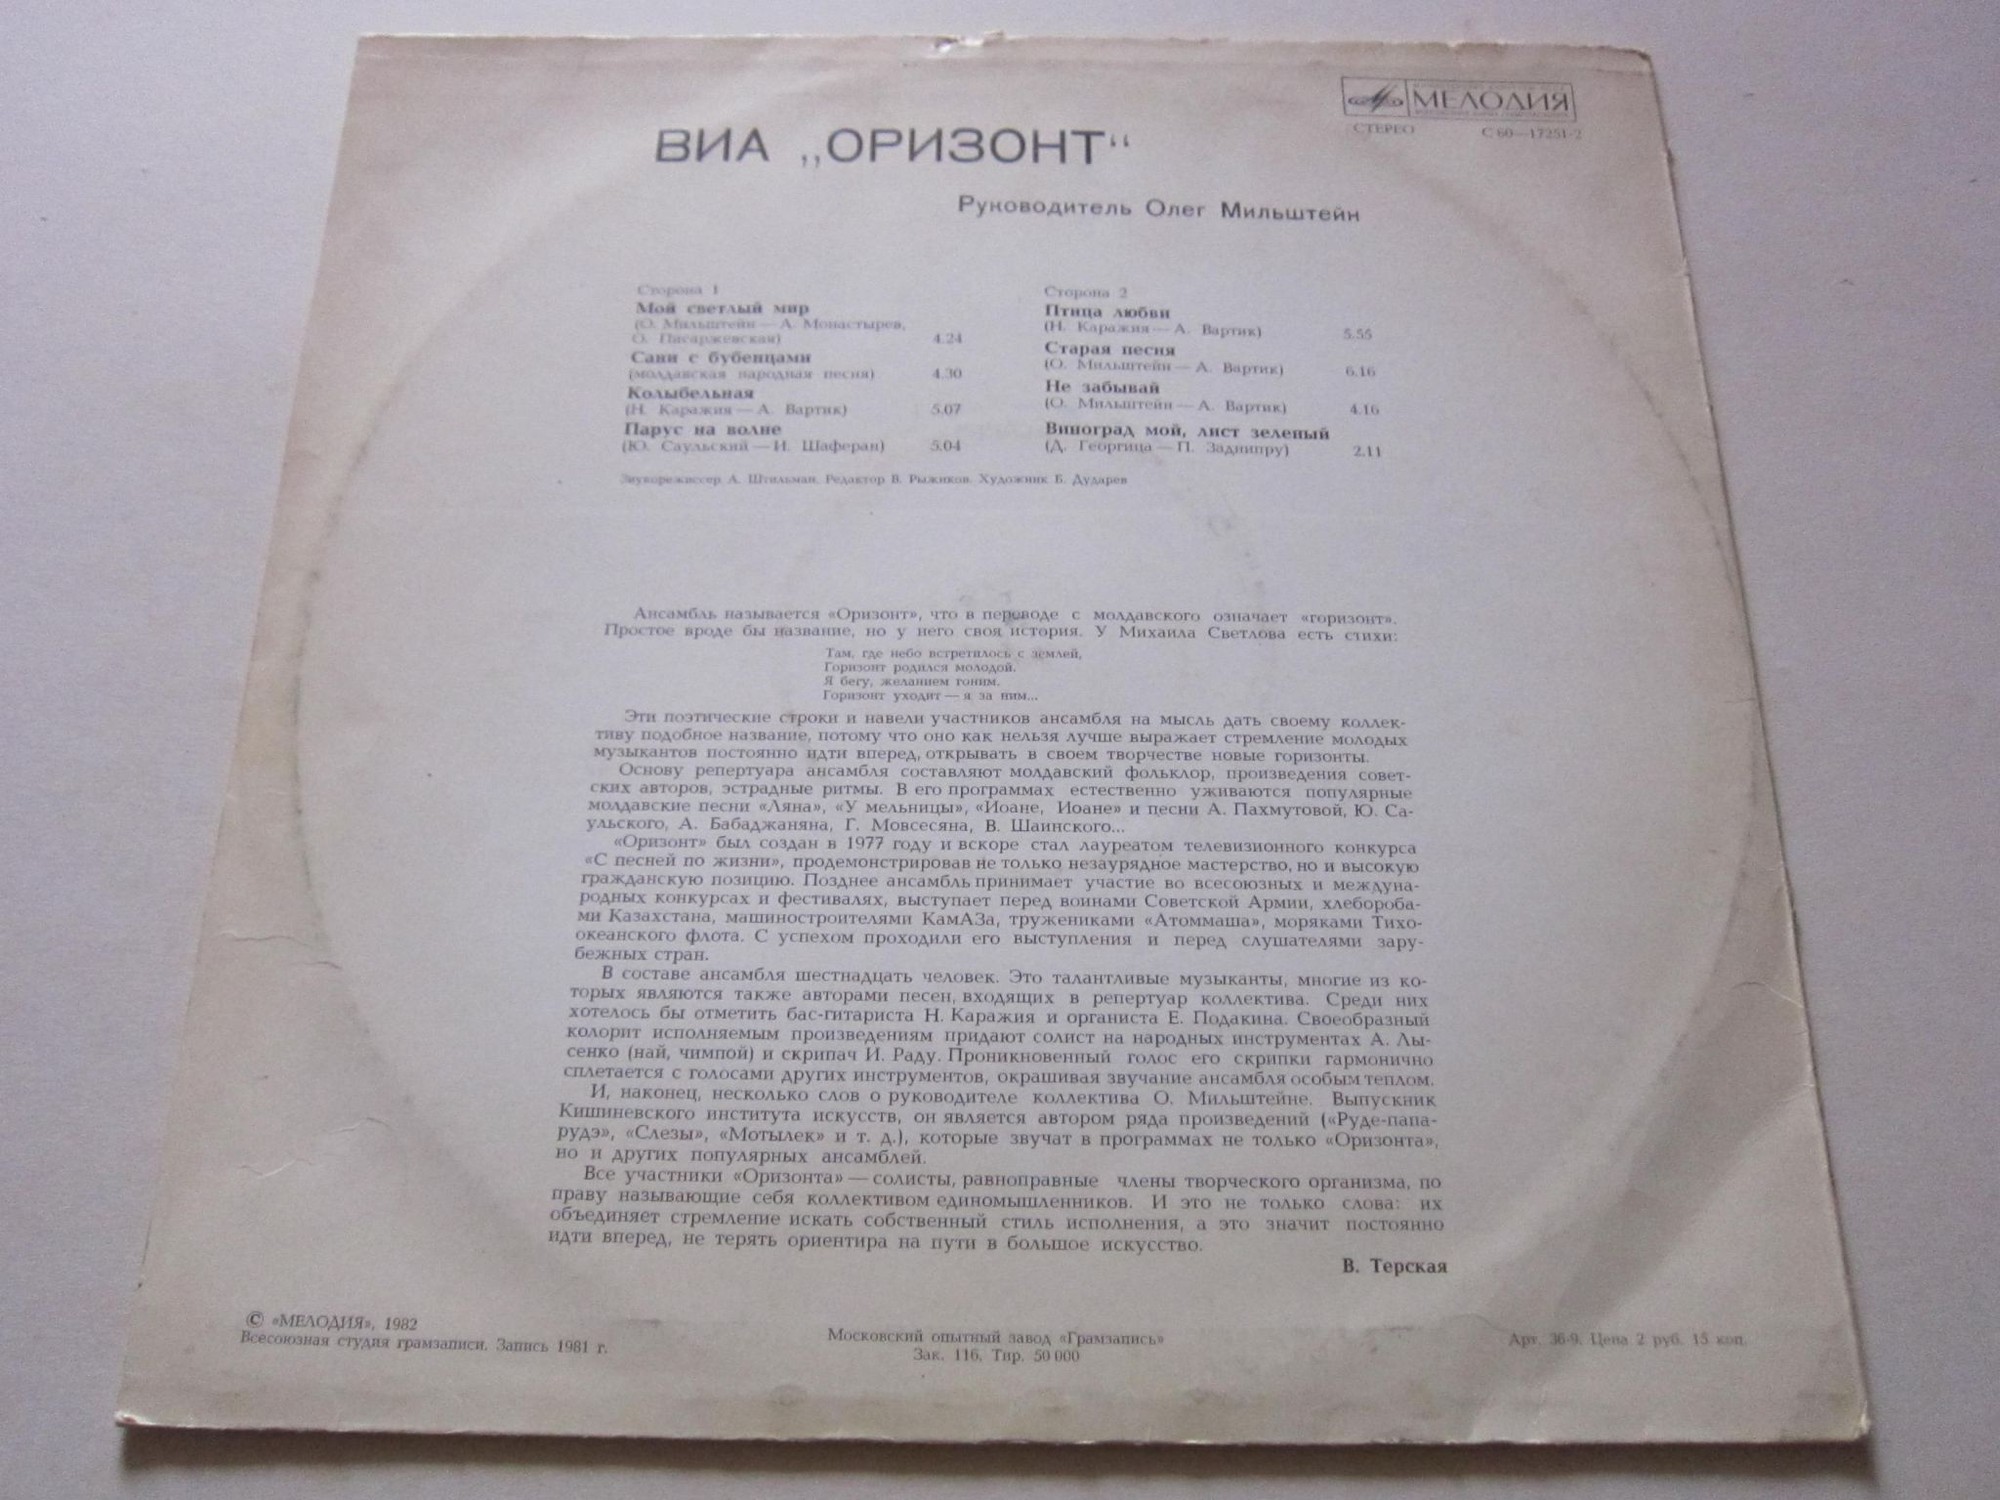 МЕЛОДИЯ
СТЕРЕО С 60—17251-2
ВИА „ОРИЗОНТ“
Руководитель Олег Мильштейн
Сторона 1
Мой светлый мир
(О. Мильштейн — А. Монастырев,
О. Писаржевская) 4.24
Сани с бубенцами
(молдавская народная песня) 4.30
Колыбельная
(Н. Каражия — А. Вартик) 5.07
Парус на волне
(Ю. Саульский — И. Шаферан) 5.04
Сторона 2
Птица любви
(Н. Каражия — А. Вартик) 5.55
Старая песня
(О. Мильштейн — А. Вартик) 6.16
Не забывай
(О. Мильштейн — А. Вартик) 4.16
Виноград мой, лист зеленый
(Д. Георгица — П. Заднипру) 2.11
Звукорежиссер А. Штильман. Редактор В. Рыжиков. Художник Б. Дударев
Ансамбль называется «Оризонт», что в переводе с молдавского означает «горизонт».
Простое вроде бы название, но у него своя история. У Михаила Светлова есть стихи:
Там, где небо встретилось с землей,
Горизонт родился молодой.
Я бегу, желанием гоним.
Горизонт уходит — я за ним...
Эти поэтические строки и навели участников ансамбля на мысль дать своему коллек-
тиву подобное название, потому что оно как нельзя лучше выражает стремление молодых
музыкантов постоянно идти вперед, открывать в своем творчестве новые горизонты.
Основу репертуара ансамбля составляют молдавский фольклор, произведения совет-
ских авторов, эстрадные ритмы. В его программах естественно уживаются популярные
молдавские песни «Ляна», «У мельницы», «Иоане, Иоане» и песни А. Пахмутовой, Ю. Са-
ульского, А. Бабаджаняна, Г. Мовсесяна, В. Шаинского...
«Оризонт» был создан в 1977 году и вскоре стал лауреатом телевизионного конкурса
«С песней по жизни», продемонстрировав не только незаурядное мастерство, но и высокую
гражданскую позицию. Позднее ансамбль принимает участие во всесоюзных и междуна-
родных конкурсах и фестивалях, выступает перед воинами Советской Армии, хлебороба-
ми Казахстана, машиностроителями КамАЗа, тружениками «Атоммаша», моряками Тихо-
океанского флота. С успехом проходили его выступления и перед слушателями зару-
бежных стран.
В составе ансамбля шестнадцать человек. Это талантливые музыканты, многие из ко-
торых являются также авторами песен, входящих в репертуар коллектива. Среди них
хотелось бы отметить бас-гитариста Н. Каражия и органиста Е. Подакина. Своеобразный
колорит исполняемым произведениям придают солист на народных инструментах А. Лы-
сенко (най, чимпой) и скрипач И. Раду. Проникновенный голос его скрипки гармонично
сплетается с голосами других инструментов, окрашивая звучание ансамбля особым теплом.
И, наконец, несколько слов о руководителе коллектива О. Мильштейне. Выпускник
Кишиневского института искусств, он является автором ряда произведений («Руде-папа-
рудэ», «Слезы», «Мотылек» и т. д.), которые звучат в программах не только «Оризонта»,
но и других популярных ансамблей.
Все участники «Оризонта» — солисты, равноправные члены творческого организма, по
праву называющие себя коллективом единомышленников. И это не только слова: их
объединяет стремление искать собственный стиль исполнения, а это значит постоянно
идти вперед, не терять ориентира на пути в большое искусство.
В. Терская
© «МЕЛОДИЯ», 1982
Всесоюзная студия грамзаписи. Запись 1981 г.
Московский опытный завод «Грамзапись»
Зак. 116. Тир. 50 000
Арт. 36-9. Цена 2 руб. 15 коп.